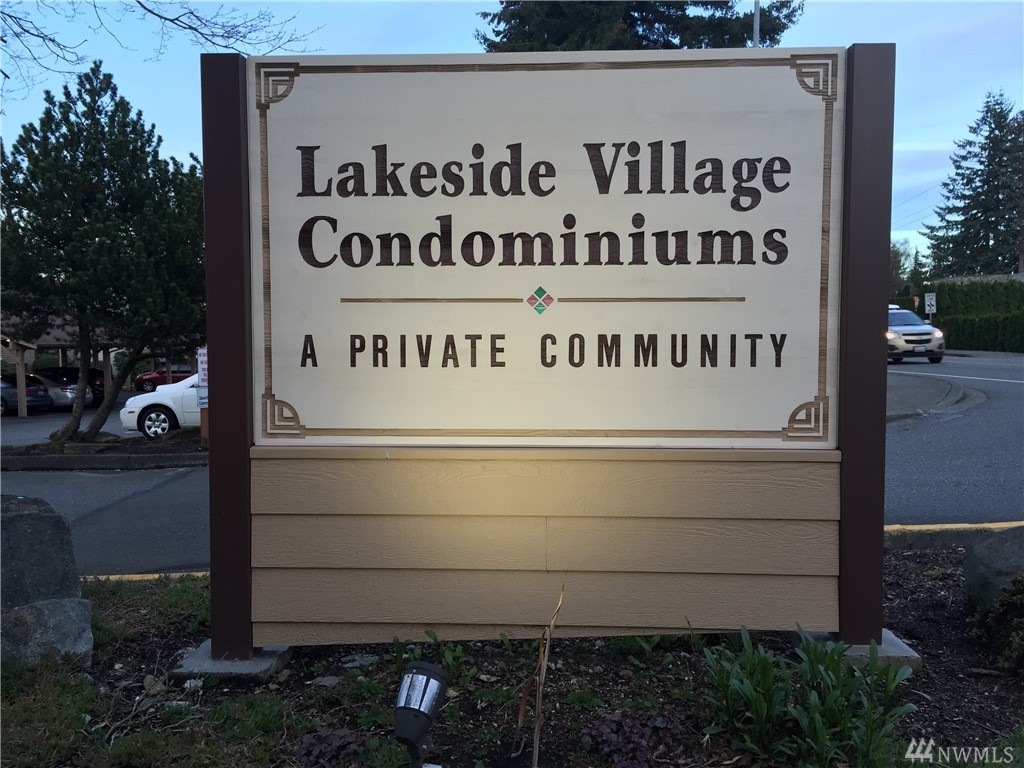 Lakeside Village
Condominiums
A PRIVATE COMMUNITY
NWMLS